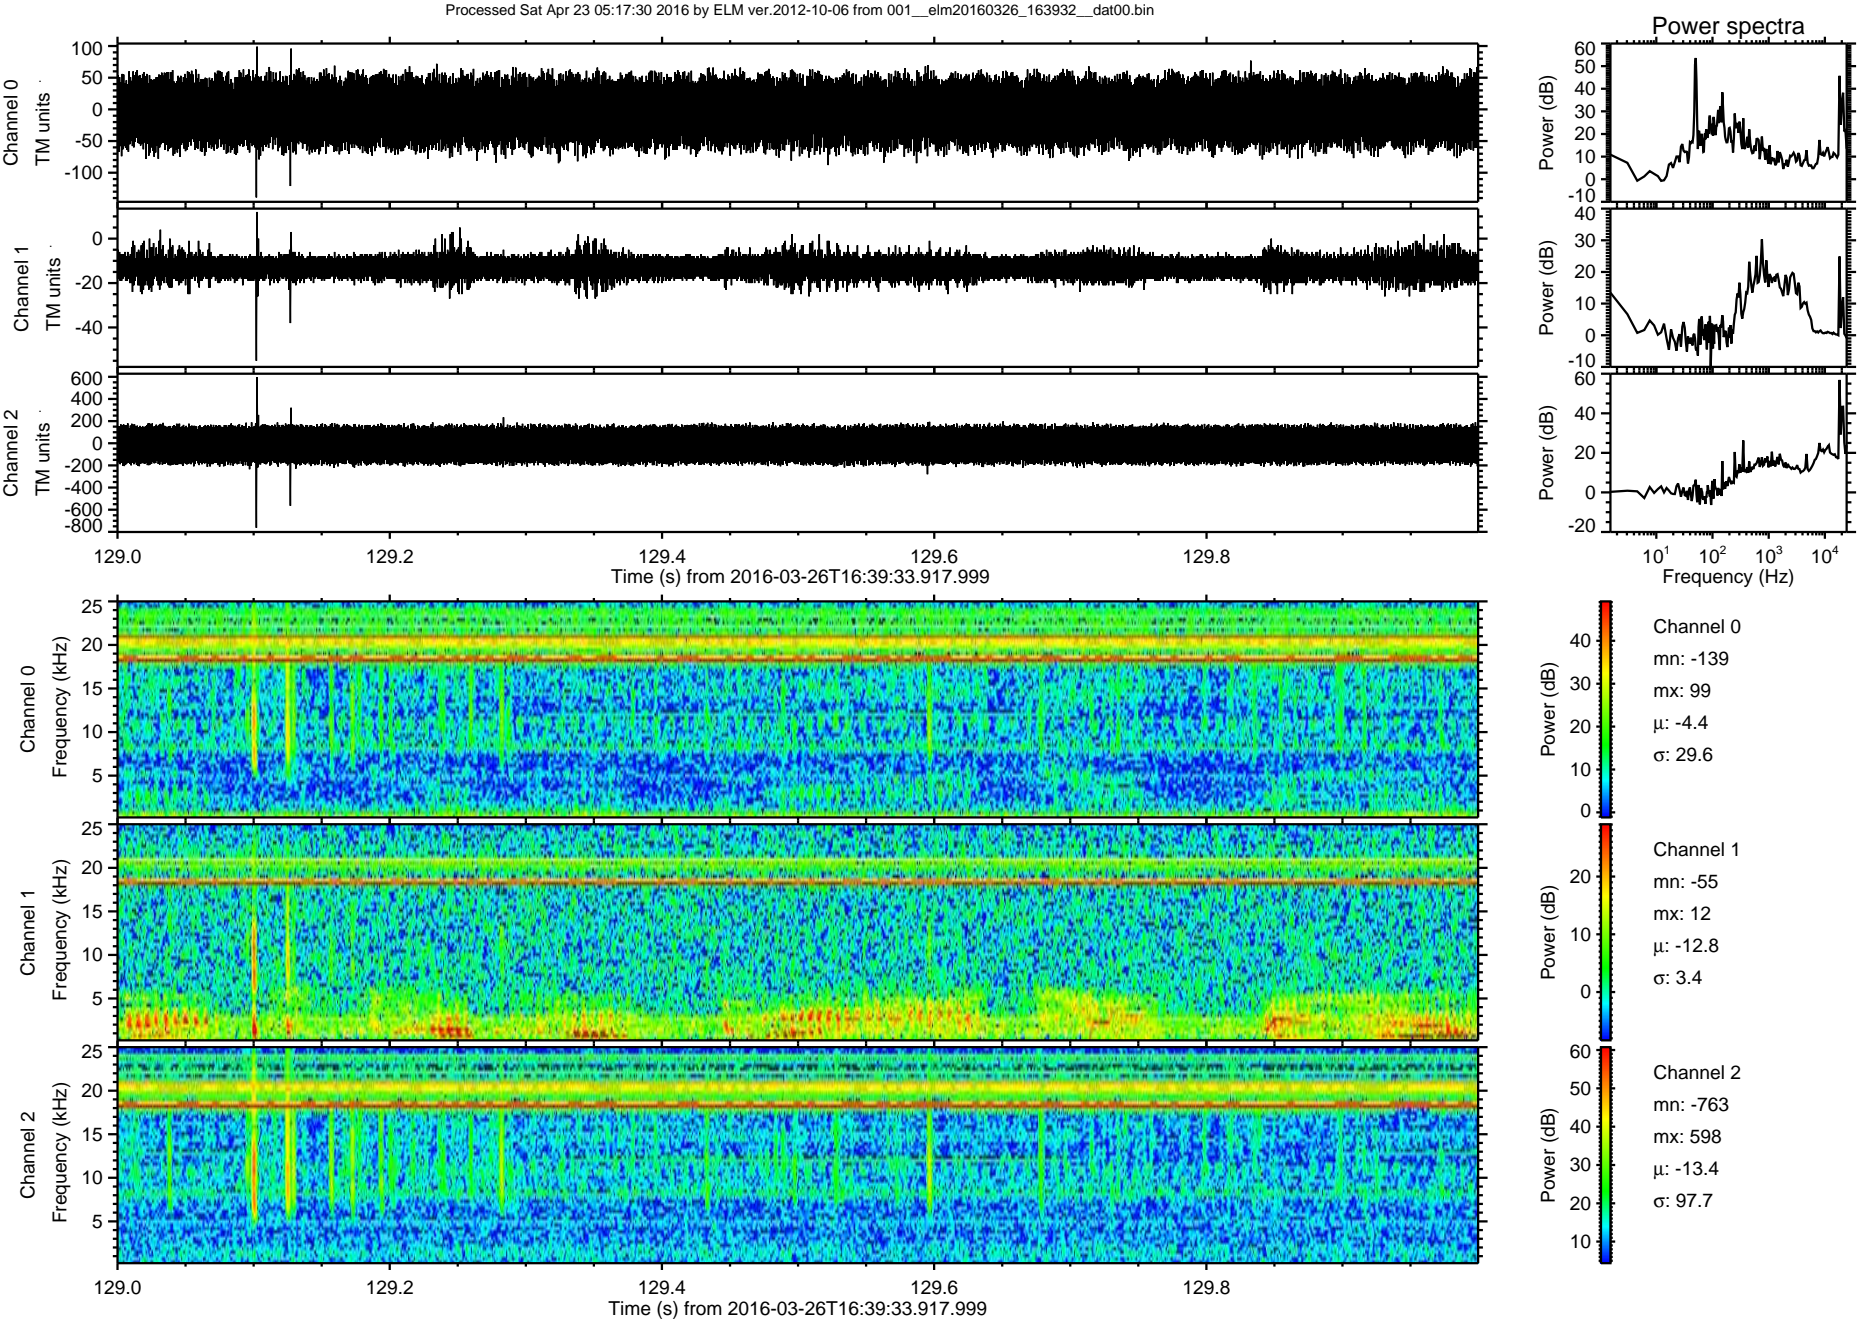 Processed Sat Apr 23 05:17:30 2016 by ELM ver.2012-10-06 from 001__elm20160326_163932__dat00.bin
Power spectra
Channel 0
TM units
100
50
0
-50
-100
Power (dB)
60
50
40
30
20
10
0
-10
Channel 1
TM units
0
-20
-40
Power (dB)
40
30
20
10
0
-10
Channel 2
TM units
600
400
200
0
-200
-400
-600
-800
Power (dB)
60
40
20
0
-20
129.0 129.2 129.4 129.6 129.8
Time (s) from 2016-03-26T16:39:33.917.999
10¹ 10² 10³ 10⁴
Frequency (Hz)
Channel 0
Frequency (kHz)
25
20
15
10
5
Power (dB)
40
30
20
10
0
Channel 0
mn: -139
mx: 99
µ: -4.4
σ: 29.6
Channel 1
Frequency (kHz)
25
20
15
10
5
Power (dB)
20
10
0
Channel 1
mn: -55
mx: 12
µ: -12.8
σ: 3.4
Channel 2
Frequency (kHz)
25
20
15
10
5
Power (dB)
60
50
40
30
20
10
Channel 2
mn: -763
mx: 598
µ: -13.4
σ: 97.7
129.0 129.2 129.4 129.6 129.8
Time (s) from 2016-03-26T16:39:33.917.999